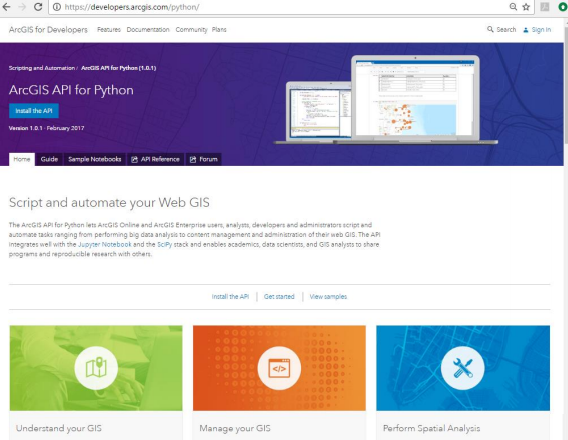 https://developers.arcgis.com/python/
ArcGIS for Developers Features Documentation Community Plans Search Sign In
Scripting and Automation / ArcGIS API for Python (1.0.1)
ArcGIS API for Python
Install the API
Version 1.0.1 - February 2017
Home Guide Sample Notebooks API Reference Forum
Script and automate your Web GIS
The ArcGIS API for Python lets ArcGIS Online and ArcGIS Enterprise users, analysts, developers and administrators script and
automate tasks ranging from performing big data analysis to content management and administration of their web GIS. The API
integrates well with the Jupyter Notebook and the SciPy stack and enables academics, data scientists, and GIS analysts to share
programs and reproducible research with others.
Install the API Get started View samples
</>
Understand your GIS Manage your GIS Perform Spatial Analysis